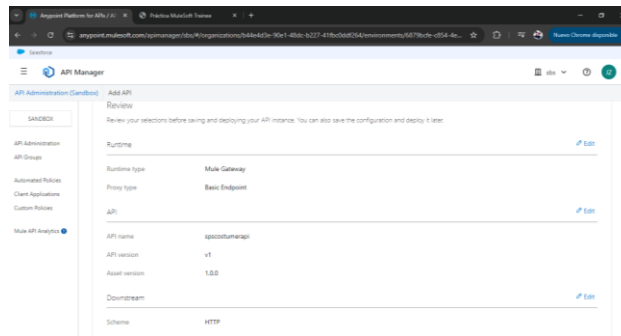 Anypoint Platform for APIs / A
Práctica MuleSoft Trainee
anypoint.mulesoft.com/apimanager/sbs/#/organizations/b44e4d3e-90e1-48dc-b227-41fbc0ddf264/environments/6879bcfe-c854-4e...
Nuevo Chrome disponible
Salesforce
API Manager
sbs
JZ
API Administration (Sandbox)
Add API
SANDBOX
API Administration
API Groups
Automated Policies
Client Applications
Custom Policies
Mule API Analytics
Review
Review your selections before saving and deploying your API instance. You can also save the configuration and deploy it later.
Runtime
Edit
Runtime type Mule Gateway
Proxy type Basic Endpoint
API
Edit
API name spscostumerapi
API version v1
Asset version 1.0.0
Downstream
Edit
Scheme HTTP